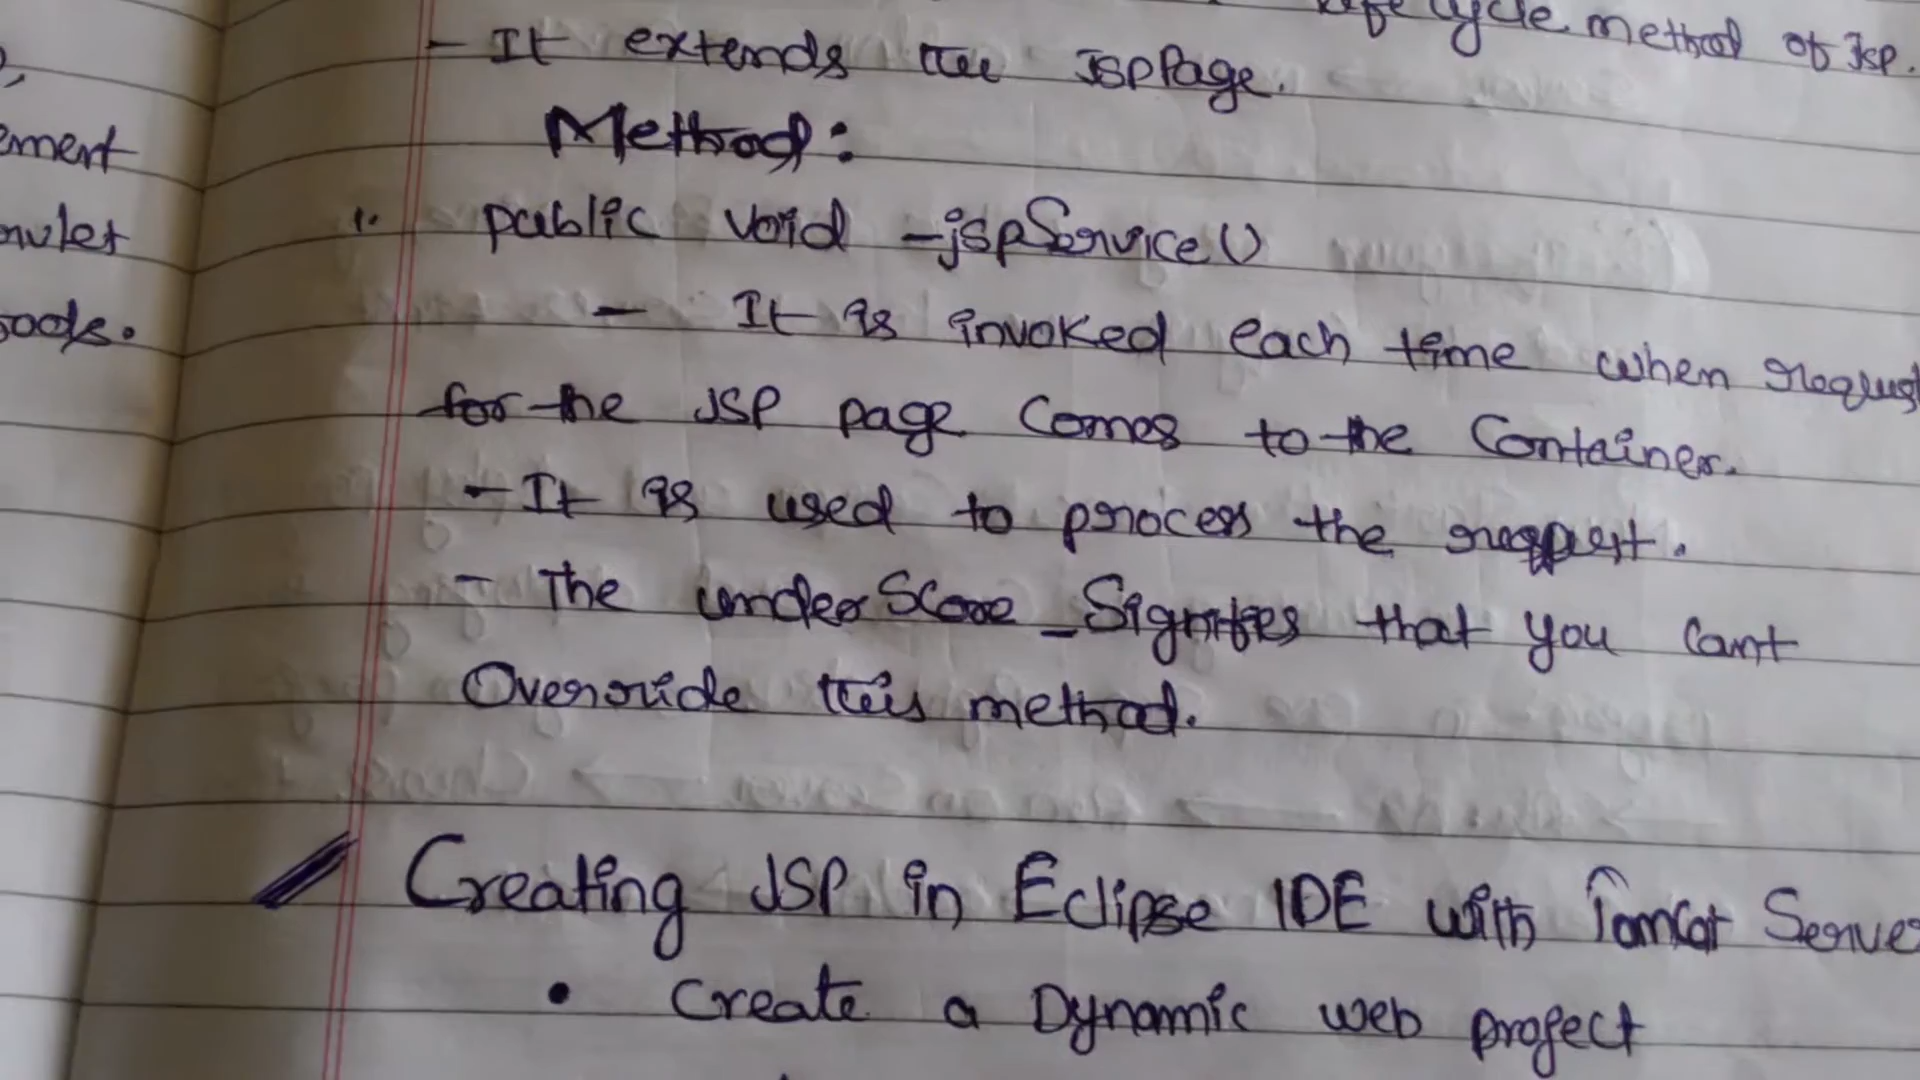 life cycle method of Jsp.
- It extends the JSPPage.
Method:
1. public void _jspService()
- It is invoked each time when request
for the JSP page Comes to the Container.
- It is used to process the request.
- The underScore _ Signifies that you Cant
Override this method.
Creating JSP in Eclipse IDE with Tomcat Server
• Create a Dynamic web project